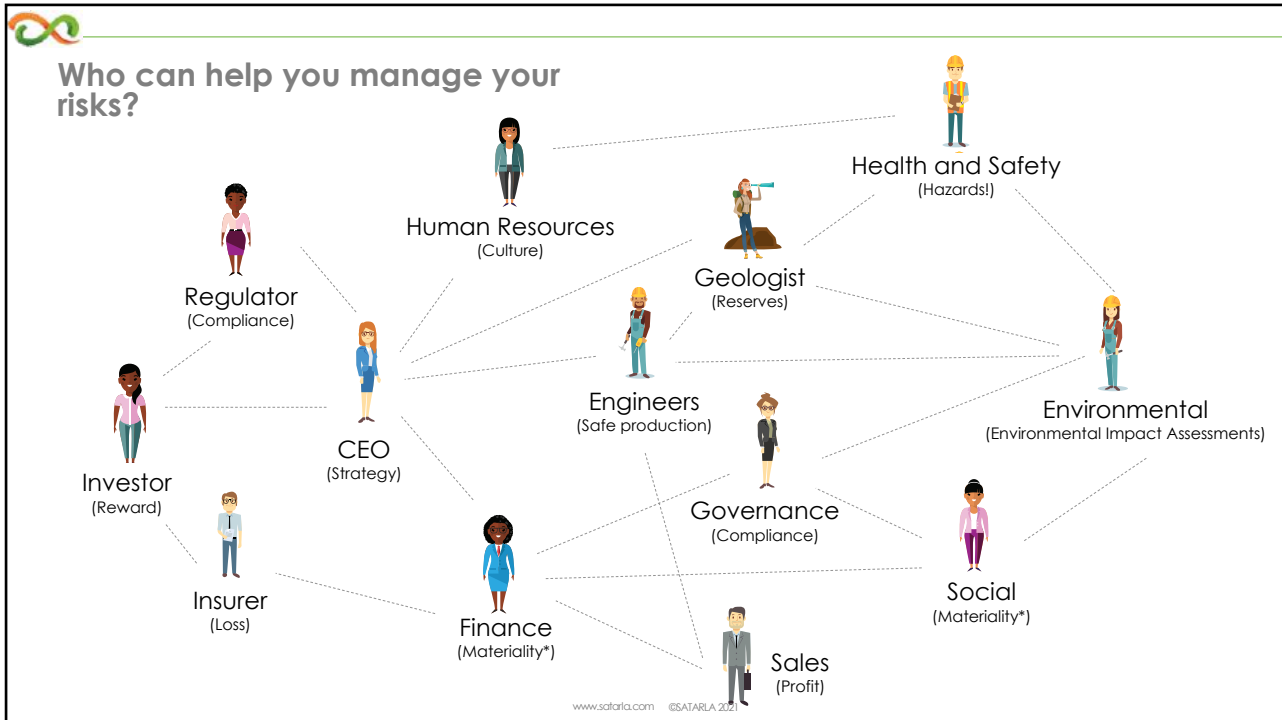 Who can help you manage your
risks?
Health and Safety
(Hazards!)
Human Resources
(Culture)
Geologist
(Reserves)
Regulator
(Compliance)
Engineers
(Safe production)
Environmental
(Environmental Impact Assessments)
CEO
(Strategy)
Investor
(Reward)
Governance
(Compliance)
Insurer
(Loss)
Finance
(Materiality*)
Social
(Materiality*)
Sales
(Profit)
www.satarla.com ©SATARLA 2021